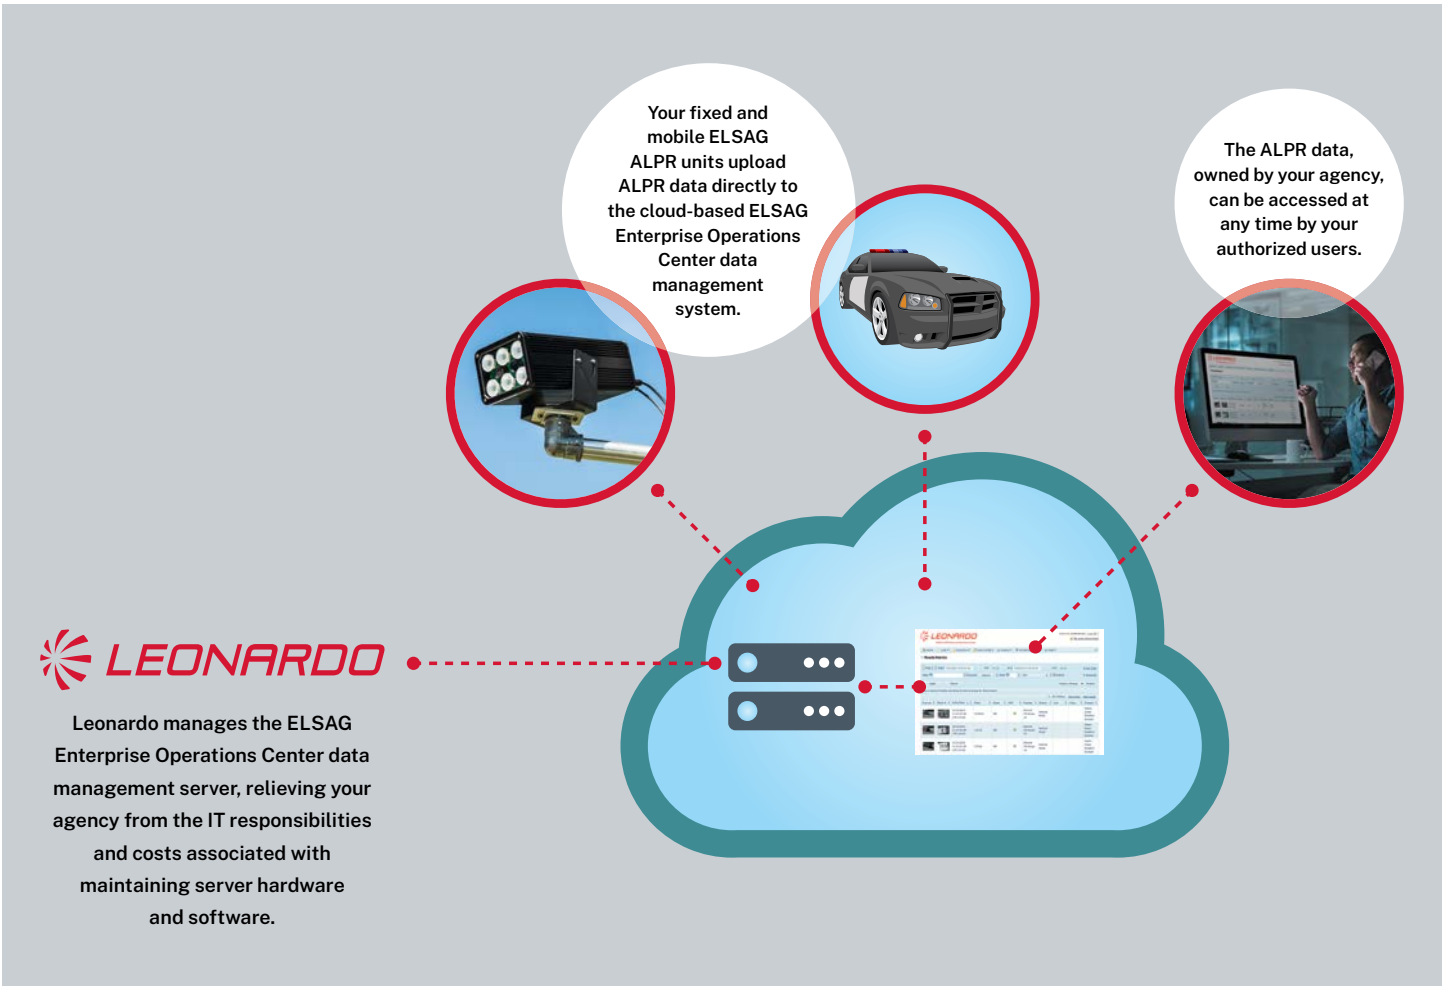 Your fixed and
mobile ELSAG
ALPR units upload
ALPR data directly to
the cloud-based ELSAG
Enterprise Operations
Center data
management
system.
The ALPR data,
owned by your agency,
can be accessed at
any time by your
authorized users.
LEONARDO
Leonardo manages the ELSAG
Enterprise Operations Center data
management server, relieving your
agency from the IT responsibilities
and costs associated with
maintaining server hardware
and software.
LEONARDO